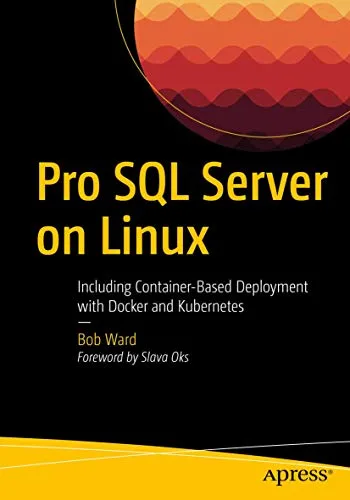 Pro SQL Server
on Linux
Including Container-Based Deployment
with Docker and Kubernetes
—
Bob Ward
Foreword by Slava Oks
Apress®